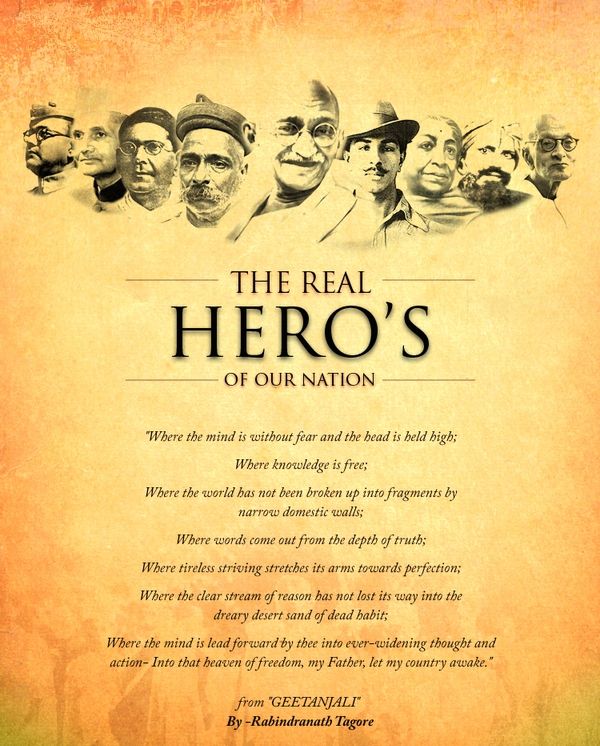 THE REAL
HERO'S
OF OUR NATION
"Where the mind is without fear and the head is held high;
Where knowledge is free;
Where the world has not been broken up into fragments by
narrow domestic walls;
Where words come out from the depth of truth;
Where tireless striving stretches its arms towards perfection;
Where the clear stream of reason has not lost its way into the
dreary desert sand of dead habit;
Where the mind is lead forward by thee into ever-widening thought and
action- Into that heaven of freedom, my Father, let my country awake."
from "GEETANJALI"
By -Rabindranath Tagore